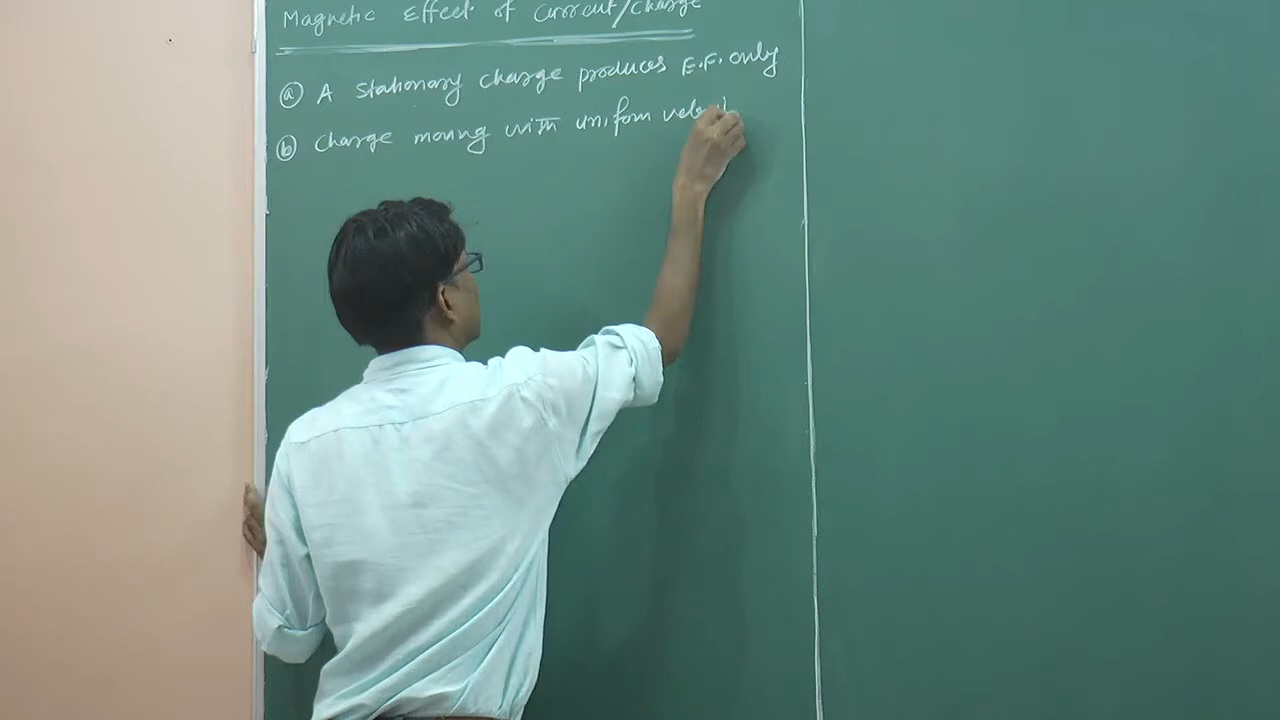 Magnetic Effect of current/charge
(a) A stationary charge produces E.F. only
(b) Charge moving with uniform